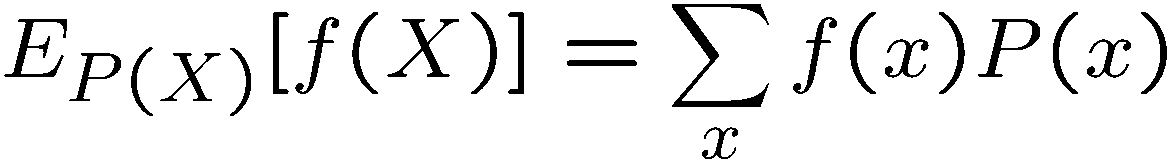 E_{P(X)}[f(X)] = \sum_{x} f(x)P(x)